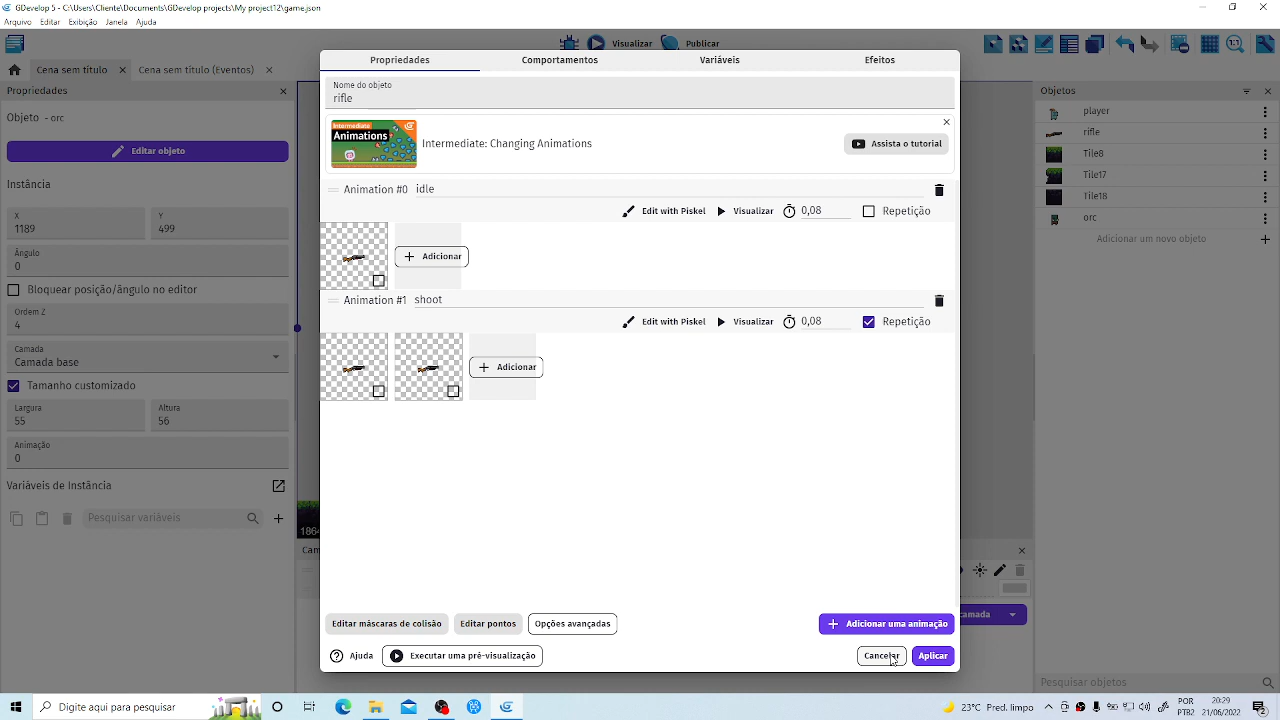 GDevelop 5 - C:\Users\Cliente\Documents\GDevelop projects\My project12\game.json
Arquivo Editar Exibição Janela Ajuda
Visualizar Publicar
Cena sem título Cena sem título (Eventos)
Propriedades
Objeto - orc
Editar objeto
Instância
X
1189
Y
499
Ângulo
0
Bloquear posição/ângulo no editor
Ordem Z
4
Camada
Camada base
Tamanho customizado
Largura
55
Altura
56
Animação
0
Variáveis de Instância
Pesquisar variáveis
Propriedades Comportamentos Variáveis Efeitos
Nome do objeto
rifle
Intermediate
Animations
Intermediate: Changing Animations
Assista o tutorial
Animation #0 idle
Edit with Piskel Visualizar 0,08 Repetição
Adicionar
Animation #1 shoot
Edit with Piskel Visualizar 0,08 Repetição
Adicionar
Editar máscaras de colisão Editar pontos Opções avançadas Adicionar uma animação
Ajuda Executar uma pré-visualização Cancelar Aplicar
Objetos
player
rifle
Tile8
Tile17
Tile18
orc
Adicionar um novo objeto
1864
Cam
camada
Pesquisar objetos
Digite aqui para pesquisar
23°C Pred. limpo
POR
PTB2
20:29
21/06/2022
2